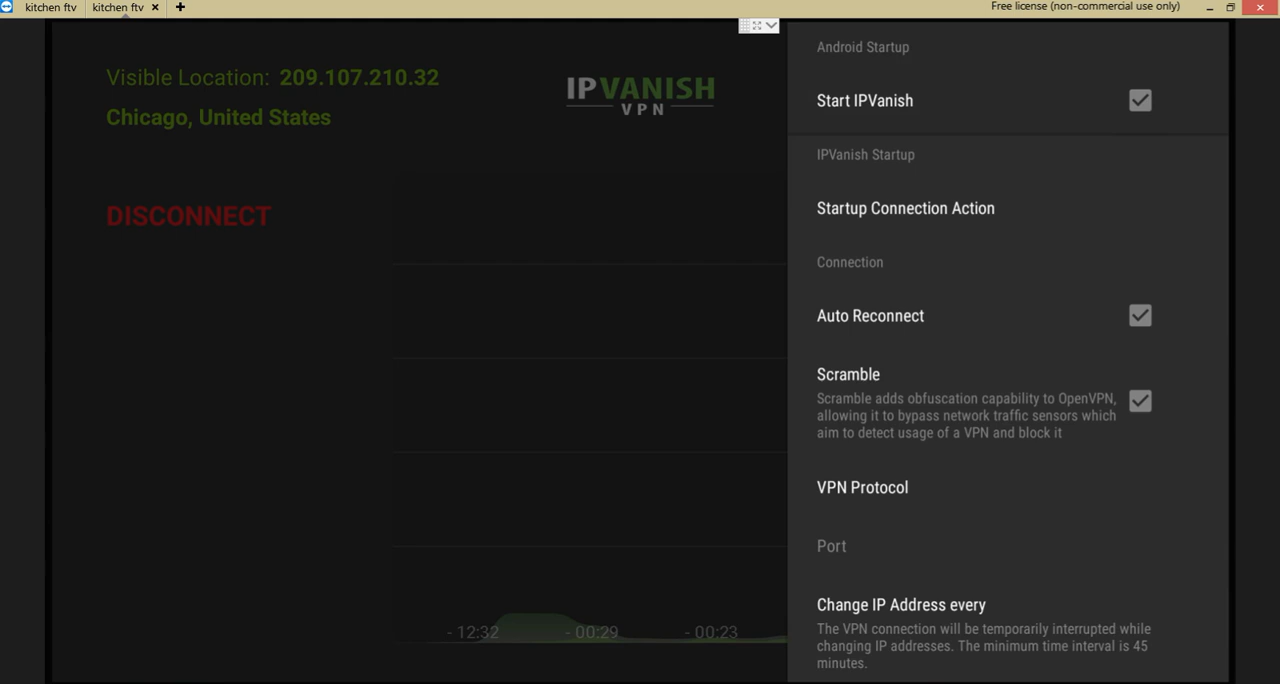 kitchen ftv
kitchen ftv
Free license (non-commercial use only)
Visible Location: 209.107.210.32
Chicago, United States
IPVANISH
VPN
DISCONNECT
- 12:32
- 00:29
- 00:23
Android Startup
Start IPVanish
IPVanish Startup
Startup Connection Action
Connection
Auto Reconnect
Scramble
Scramble adds obfuscation capability to OpenVPN,
allowing it to bypass network traffic sensors which
aim to detect usage of a VPN and block it
VPN Protocol
Port
Change IP Address every
The VPN connection will be temporarily interrupted while
changing IP addresses. The minimum time interval is 45
minutes.